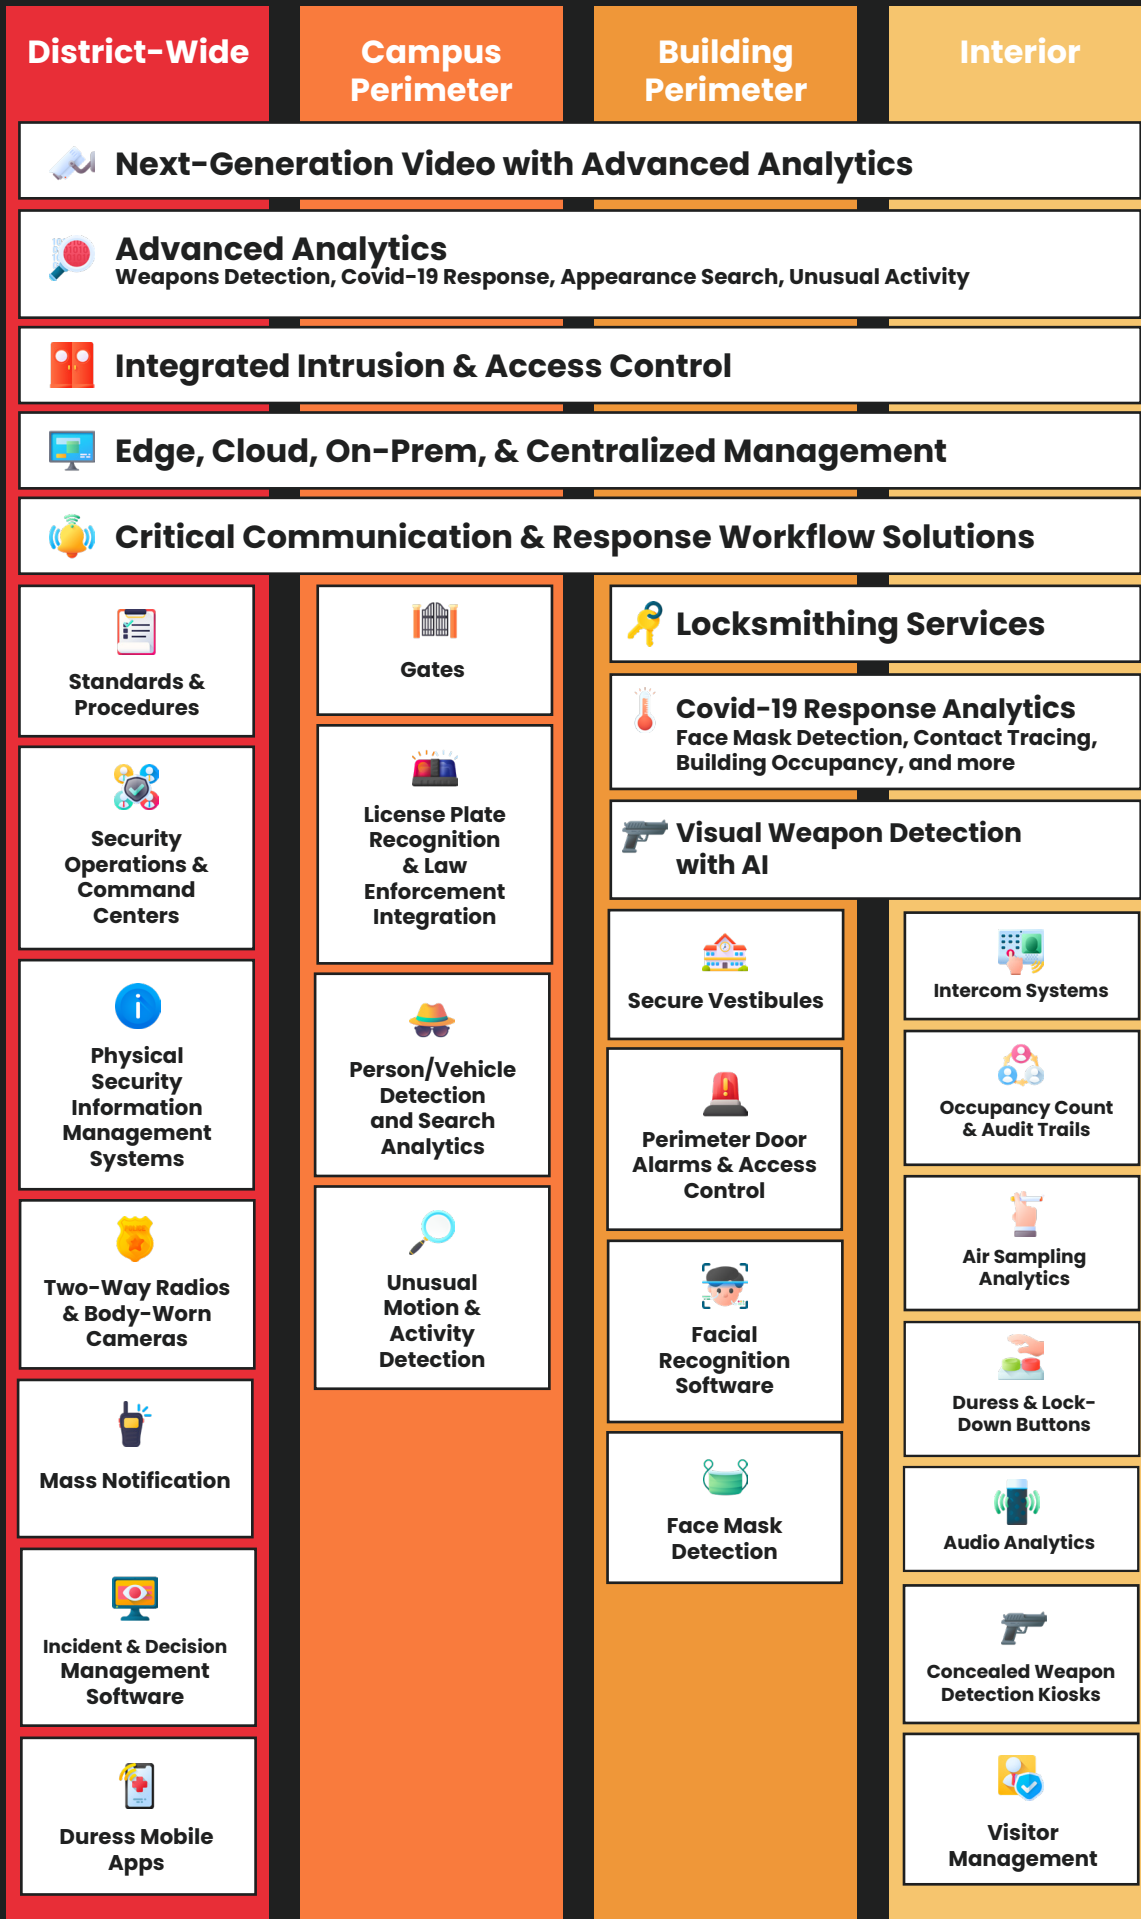 District-Wide
Campus
Perimeter
Building
Perimeter
Interior
Next-Generation Video with Advanced Analytics
Advanced Analytics
Weapons Detection, Covid-19 Response, Appearance Search, Unusual Activity
Integrated Intrusion & Access Control
Edge, Cloud, On-Prem, & Centralized Management
Critical Communication & Response Workflow Solutions
Standards &
Procedures
Security
Operations &
Command
Centers
Physical
Security
Information
Management
Systems
Two-Way Radios
& Body-Worn
Cameras
Mass Notification
Incident & Decision
Management
Software
Duress Mobile
Apps
Gates
License Plate
Recognition
& Law
Enforcement
Integration
Person/Vehicle
Detection
and Search
Analytics
Unusual
Motion &
Activity
Detection
Locksmithing Services
Covid-19 Response Analytics
Face Mask Detection, Contact Tracing,
Building Occupancy, and more
Visual Weapon Detection
with AI
Secure Vestibules
Perimeter Door
Alarms & Access
Control
Facial
Recognition
Software
Face Mask
Detection
Intercom Systems
Occupancy Count
& Audit Trails
Air Sampling
Analytics
Duress & Lock-
Down Buttons
Audio Analytics
Concealed Weapon
Detection Kiosks
Visitor
Management